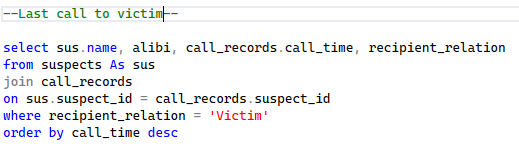 --Last call to victim--
select sus.name, alibi, call_records.call_time, recipient_relation
from suspects As sus
join call_records
on sus.suspect_id = call_records.suspect_id
where recipient_relation = 'Victim'
order by call_time desc